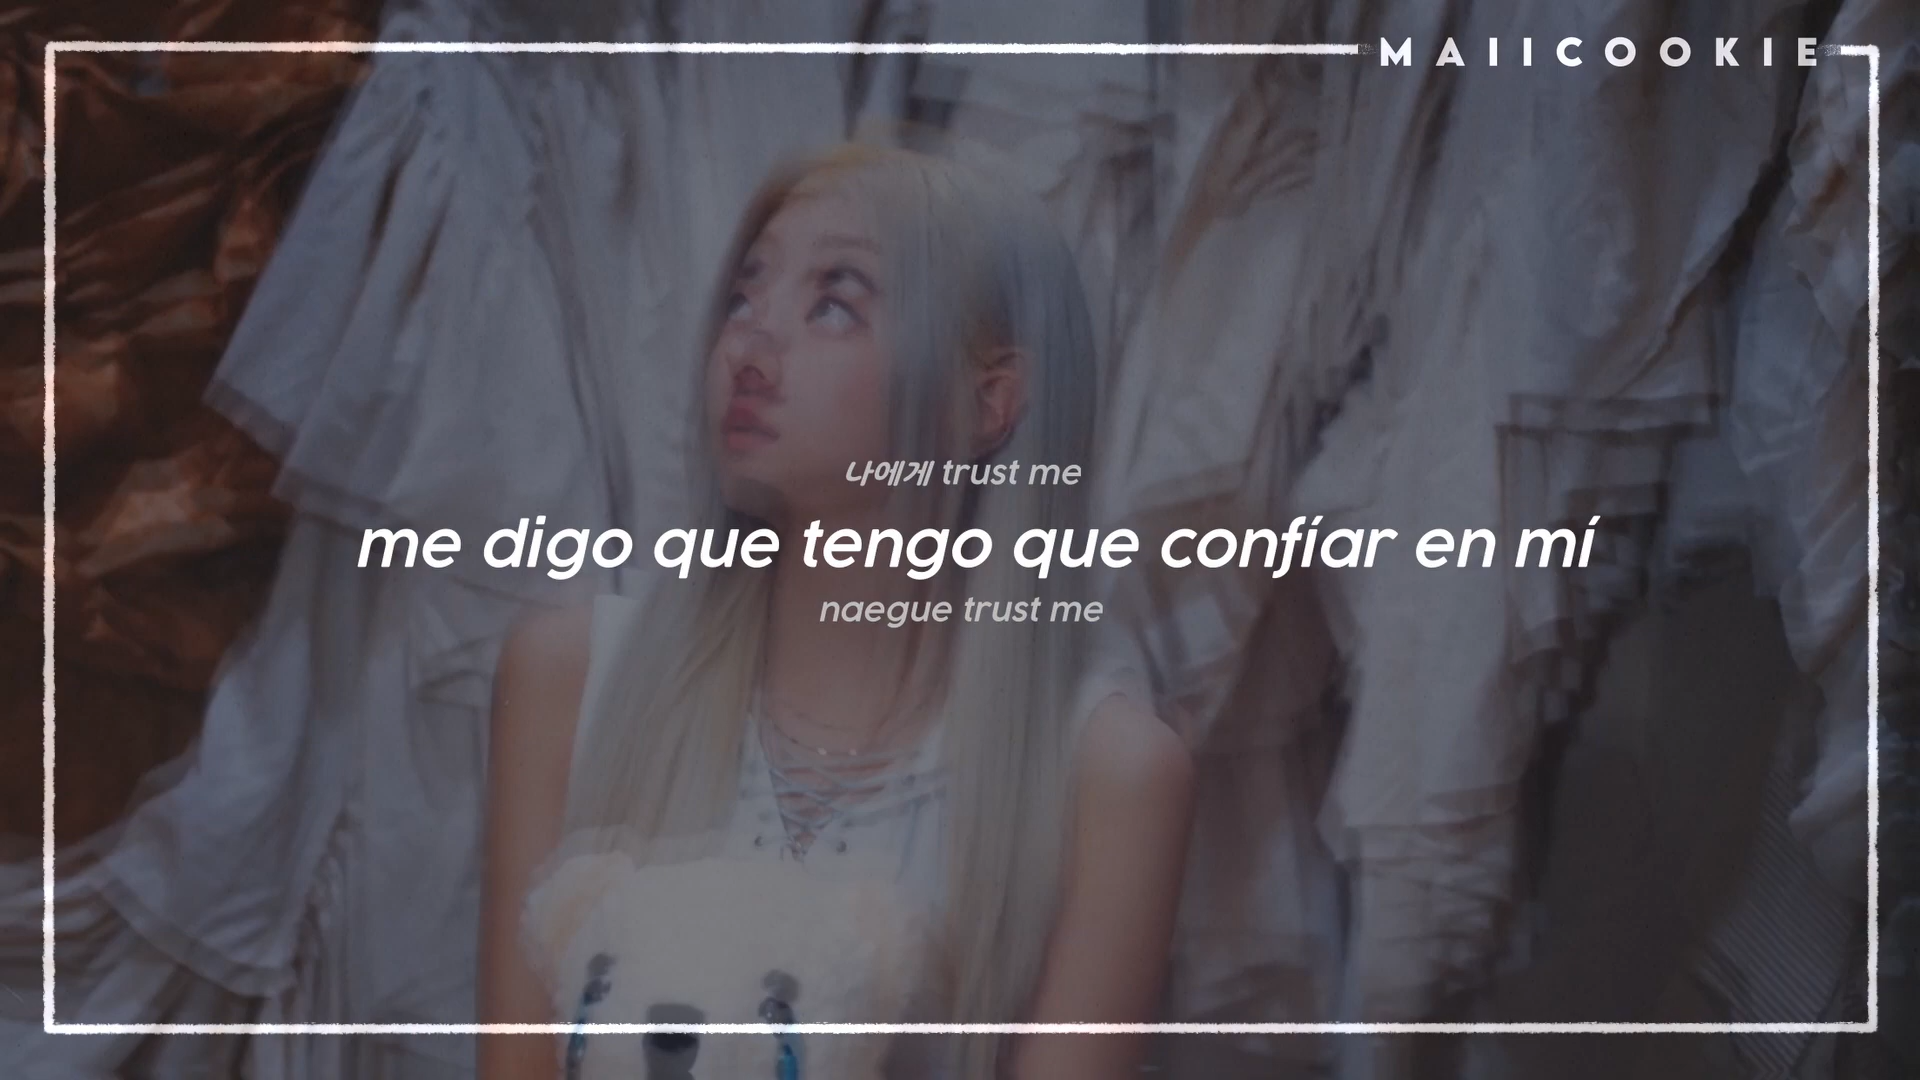 MAIICOOKIE
나에게 trust me
me digo que tengo que confíar en mí
naegue trust me